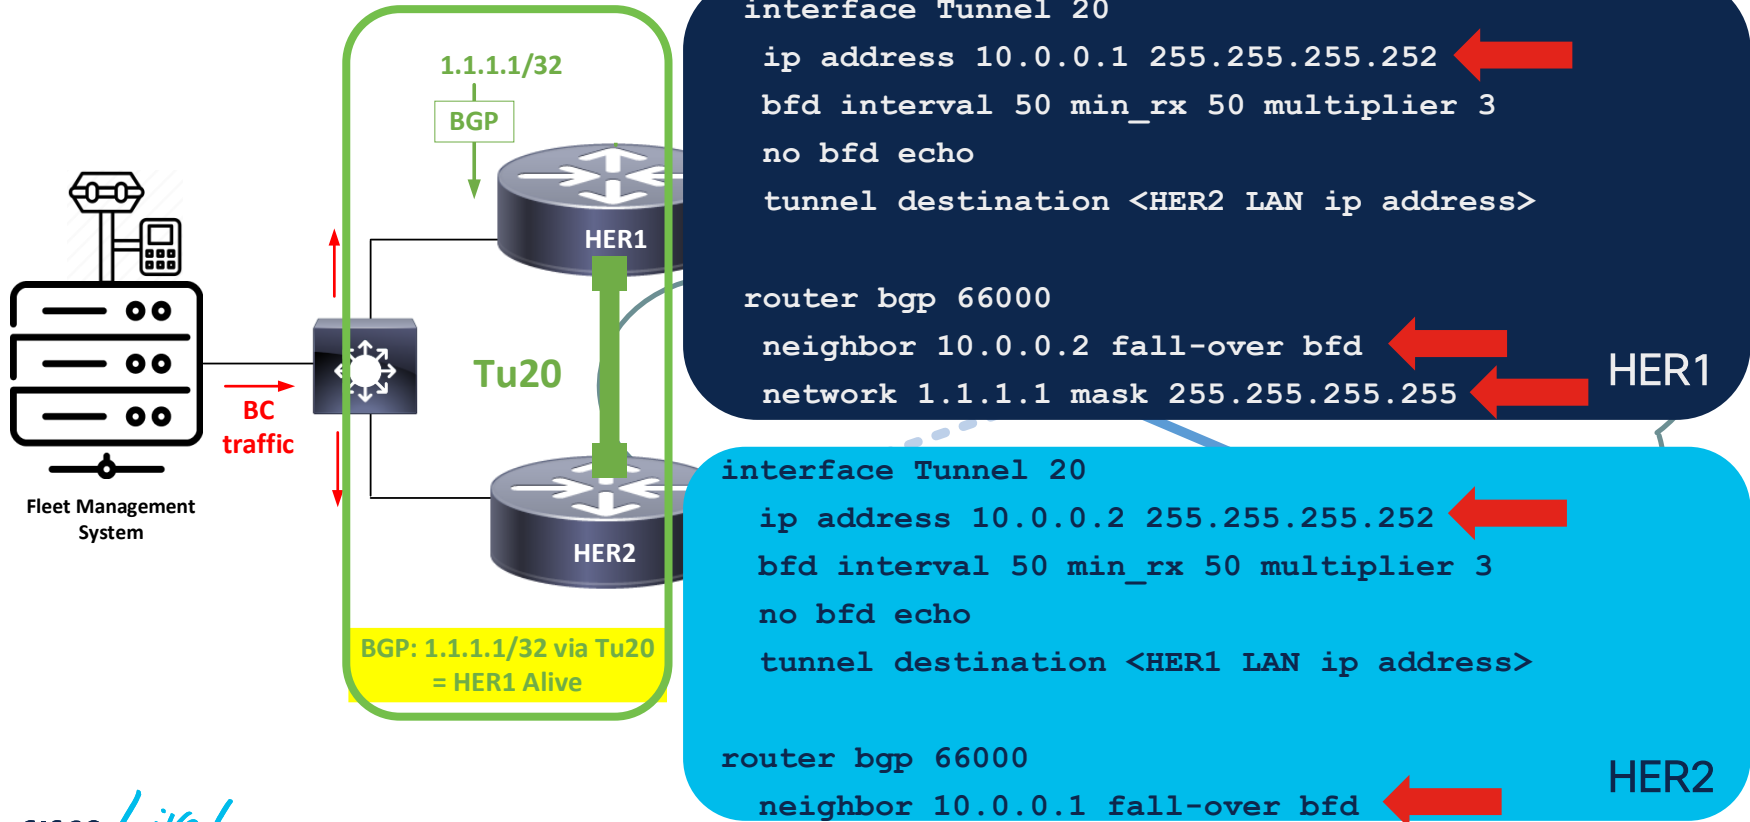 1.1.1.1/32
BGP
HER1
Tu20
BC
traffic
HER2
Fleet Management
System
BGP: 1.1.1.1/32 via Tu20
= HER1 Alive
interface Tunnel 20
ip address 10.0.0.1 255.255.255.252
bfd interval 50 min_rx 50 multiplier 3
no bfd echo
tunnel destination <HER2 LAN ip address>
router bgp 66000
neighbor 10.0.0.2 fall-over bfd
network 1.1.1.1 mask 255.255.255.255
HER1
interface Tunnel 20
ip address 10.0.0.2 255.255.255.252
bfd interval 50 min_rx 50 multiplier 3
no bfd echo
tunnel destination <HER1 LAN ip address>
router bgp 66000
neighbor 10.0.0.1 fall-over bfd
HER2